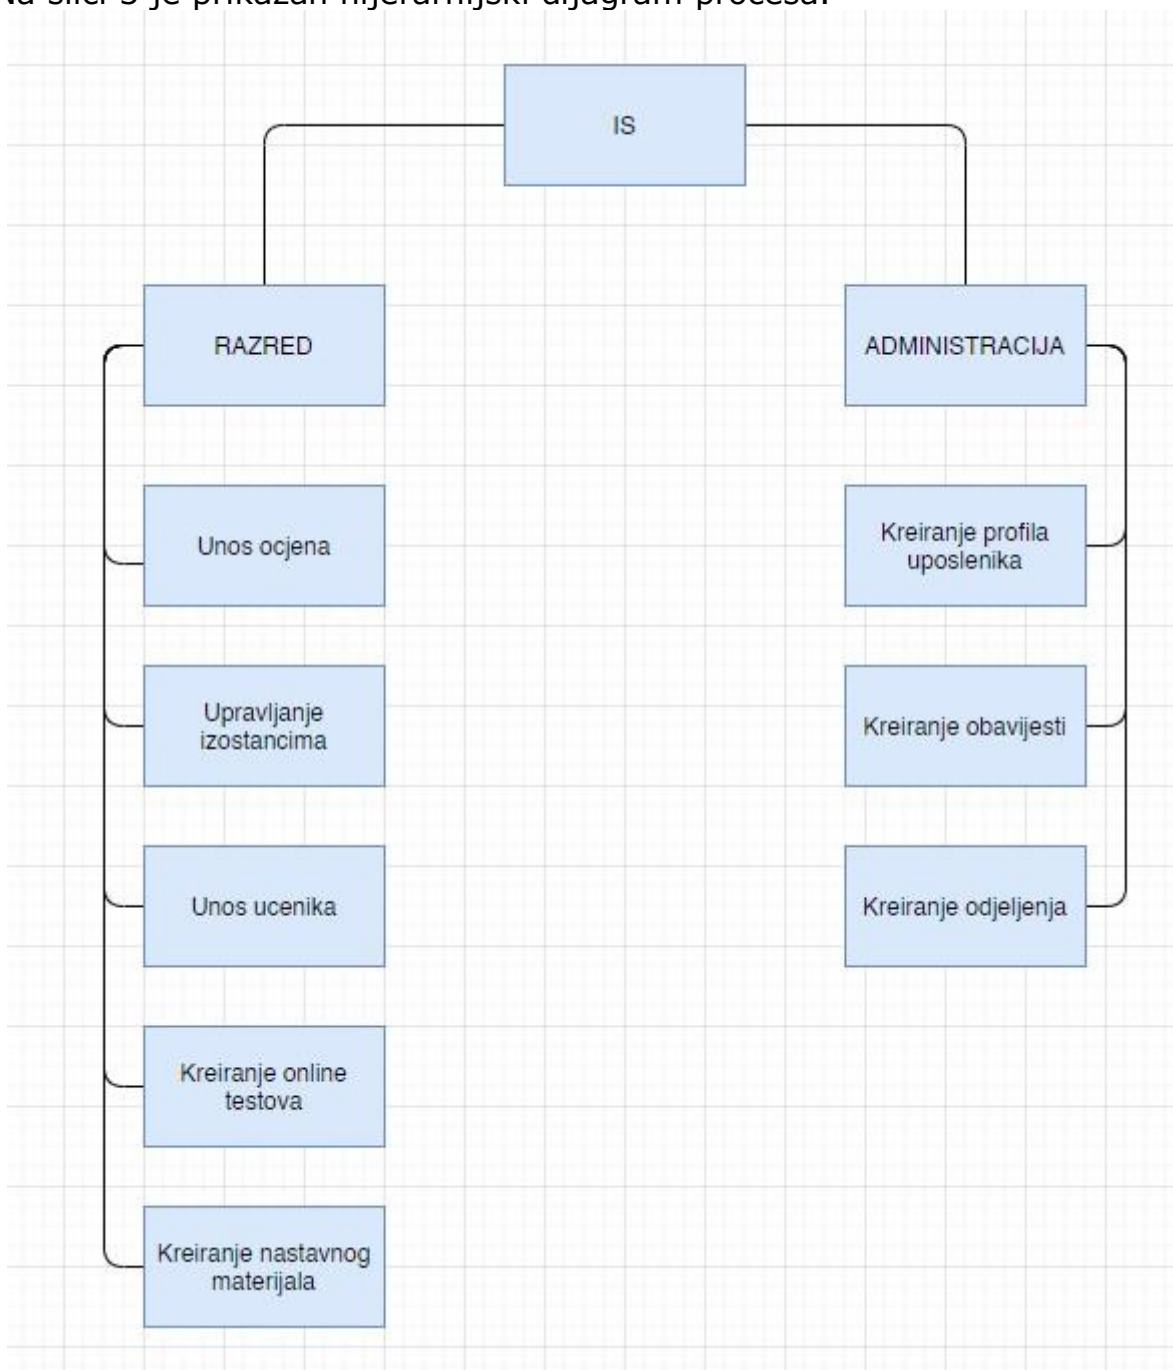 Na slici 5 je prikazan hijerarhijski dijagram procesa.
IS
RAZRED
ADMINISTRACIJA
Unos ocjena
Kreiranje profila
uposlenika
Upravljanje
izostancima
Kreiranje obavijesti
Unos ucenika
Kreiranje odjeljenja
Kreiranje online
testova
Kreiranje nastavnog
materijala